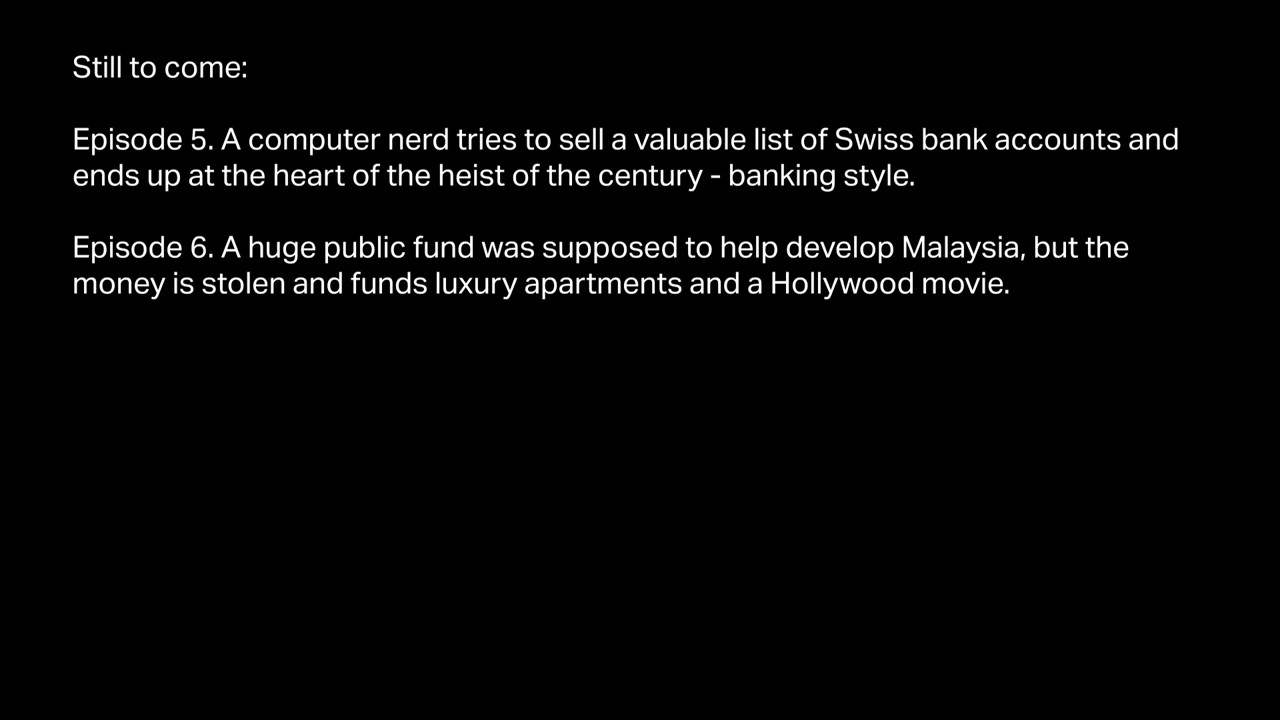 Still to come:
Episode 5. A computer nerd tries to sell a valuable list of Swiss bank accounts and
ends up at the heart of the heist of the century - banking style.
Episode 6. A huge public fund was supposed to help develop Malaysia, but the
money is stolen and funds luxury apartments and a Hollywood movie.